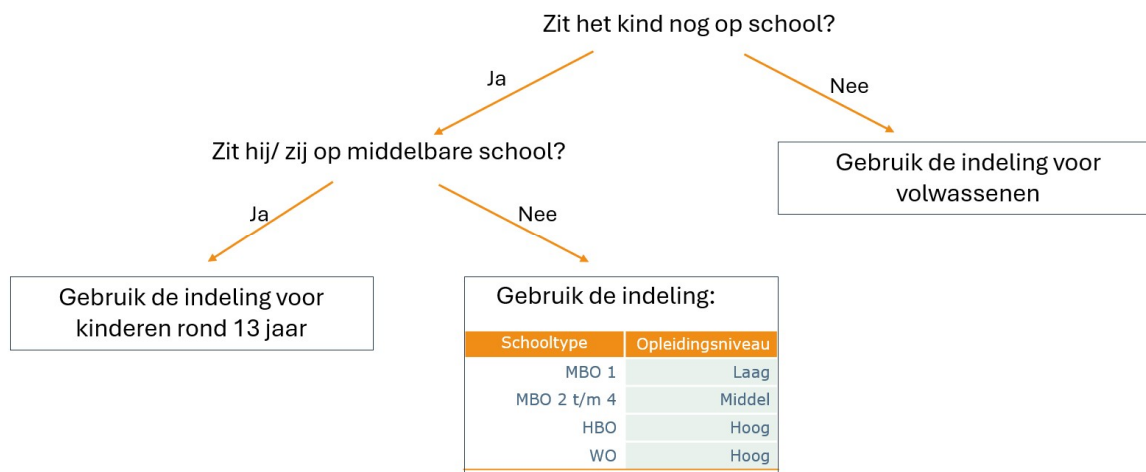 Zit het kind nog op school?
Ja
Nee
Zit hij/ zij op middelbare school?
Gebruik de indeling voor
volwassenen
Ja
Nee
Gebruik de indeling voor
kinderen rond 13 jaar
Gebruik de indeling:
Schooltype Opleidingsniveau
MBO 1 Laag
MBO 2 t/m 4 Middel
HBO Hoog
WO Hoog